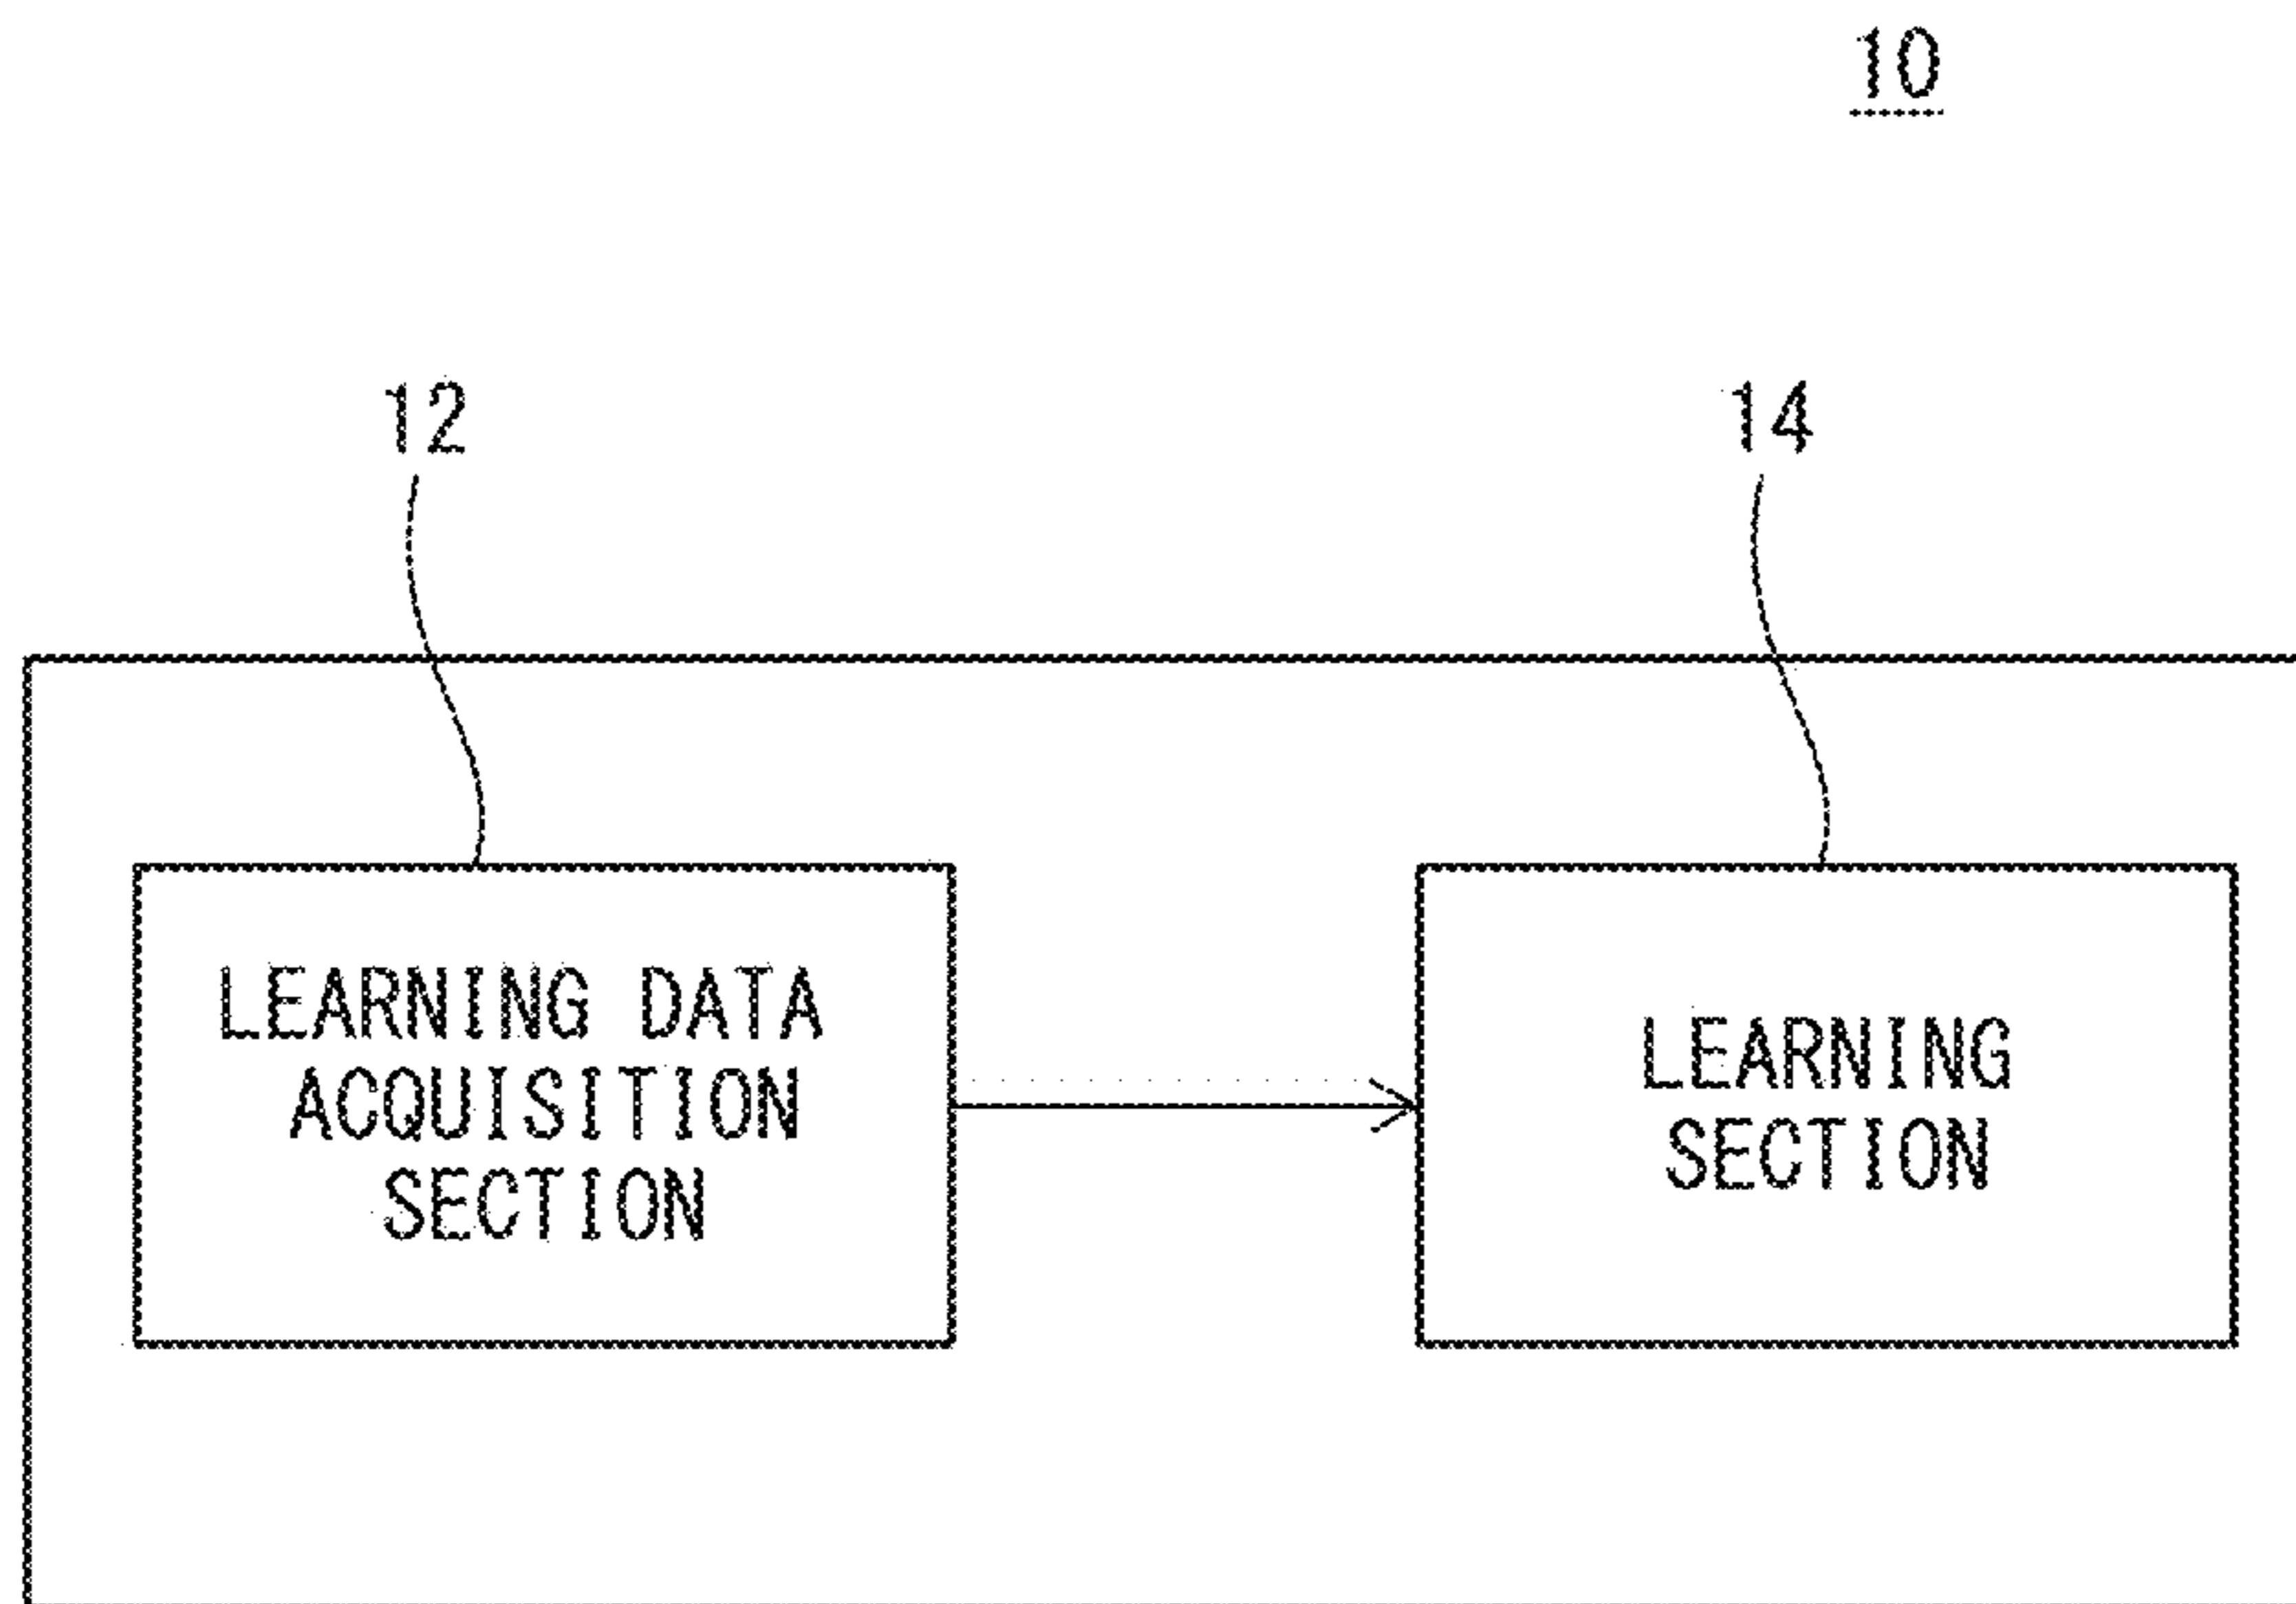 10
12
14
LEARNING DATA
ACQUISITION
SECTION
LEARNING
SECTION